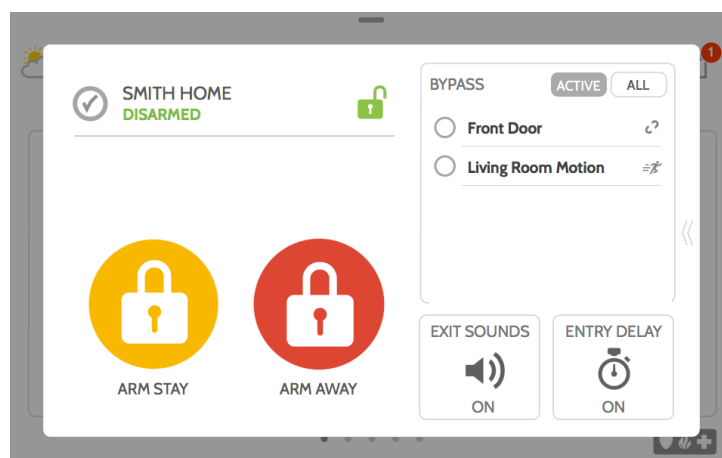 1
SMITH HOME
DISARMED
BYPASS
ACTIVE
ALL
Front Door
Living Room Motion
ARM STAY
ARM AWAY
EXIT SOUNDS
ON
ENTRY DELAY
ON